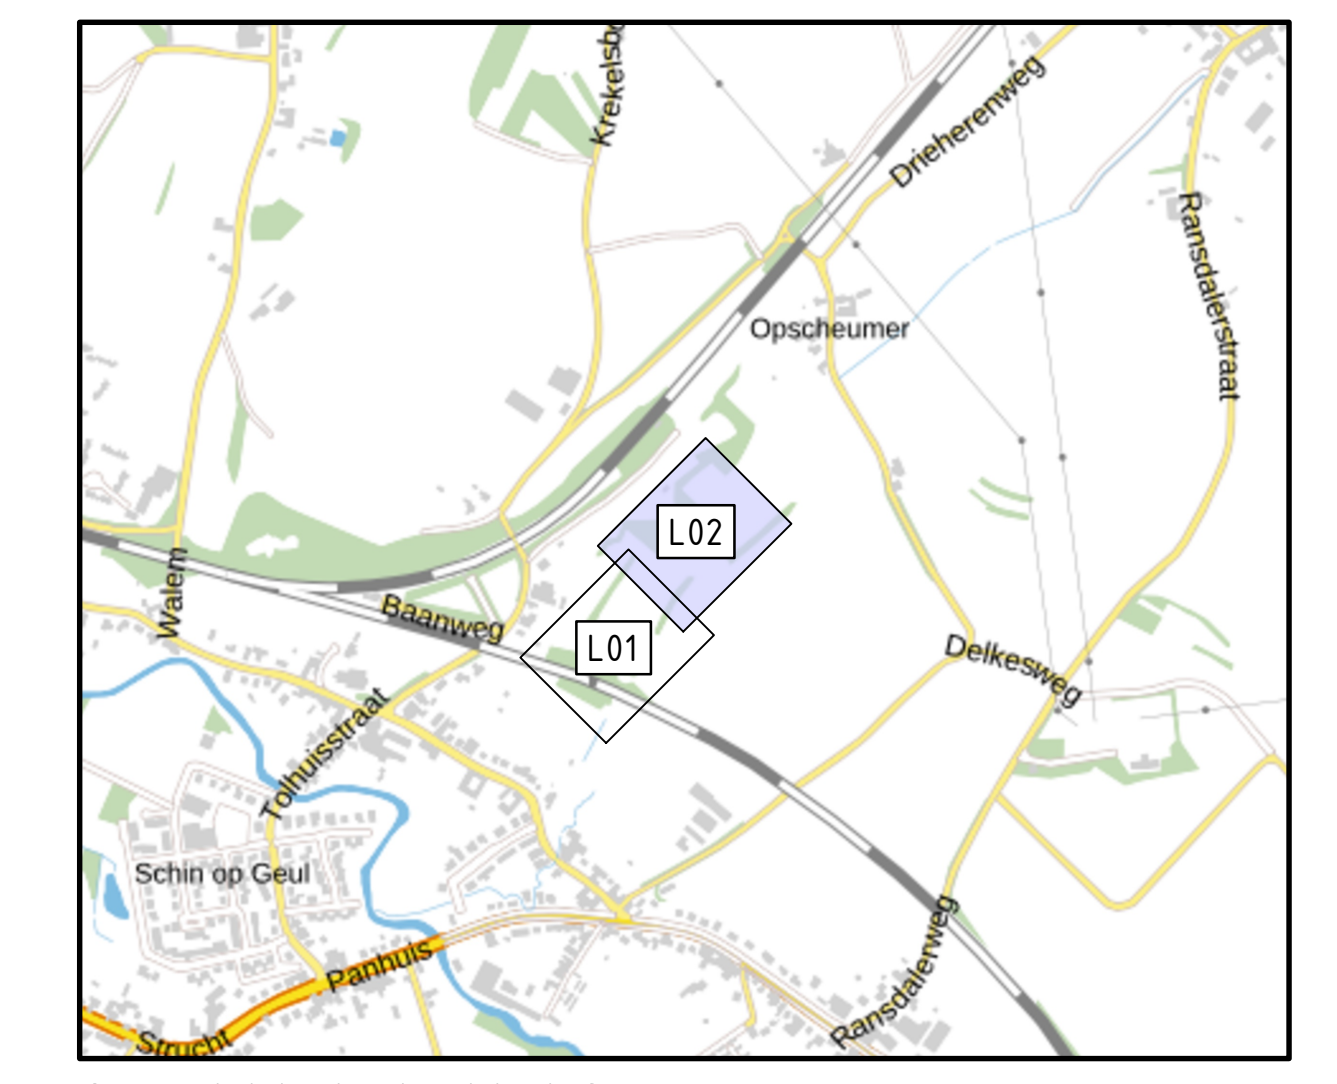 Krekelsb
Drieherenweg
Ransdalerstraat
Opscheumer
L02
Walem
Baanweg
L01
Delkesweg
Tolhuisstraat
Schin op Geul
Panhuis
Ransdalerweg
Strucht